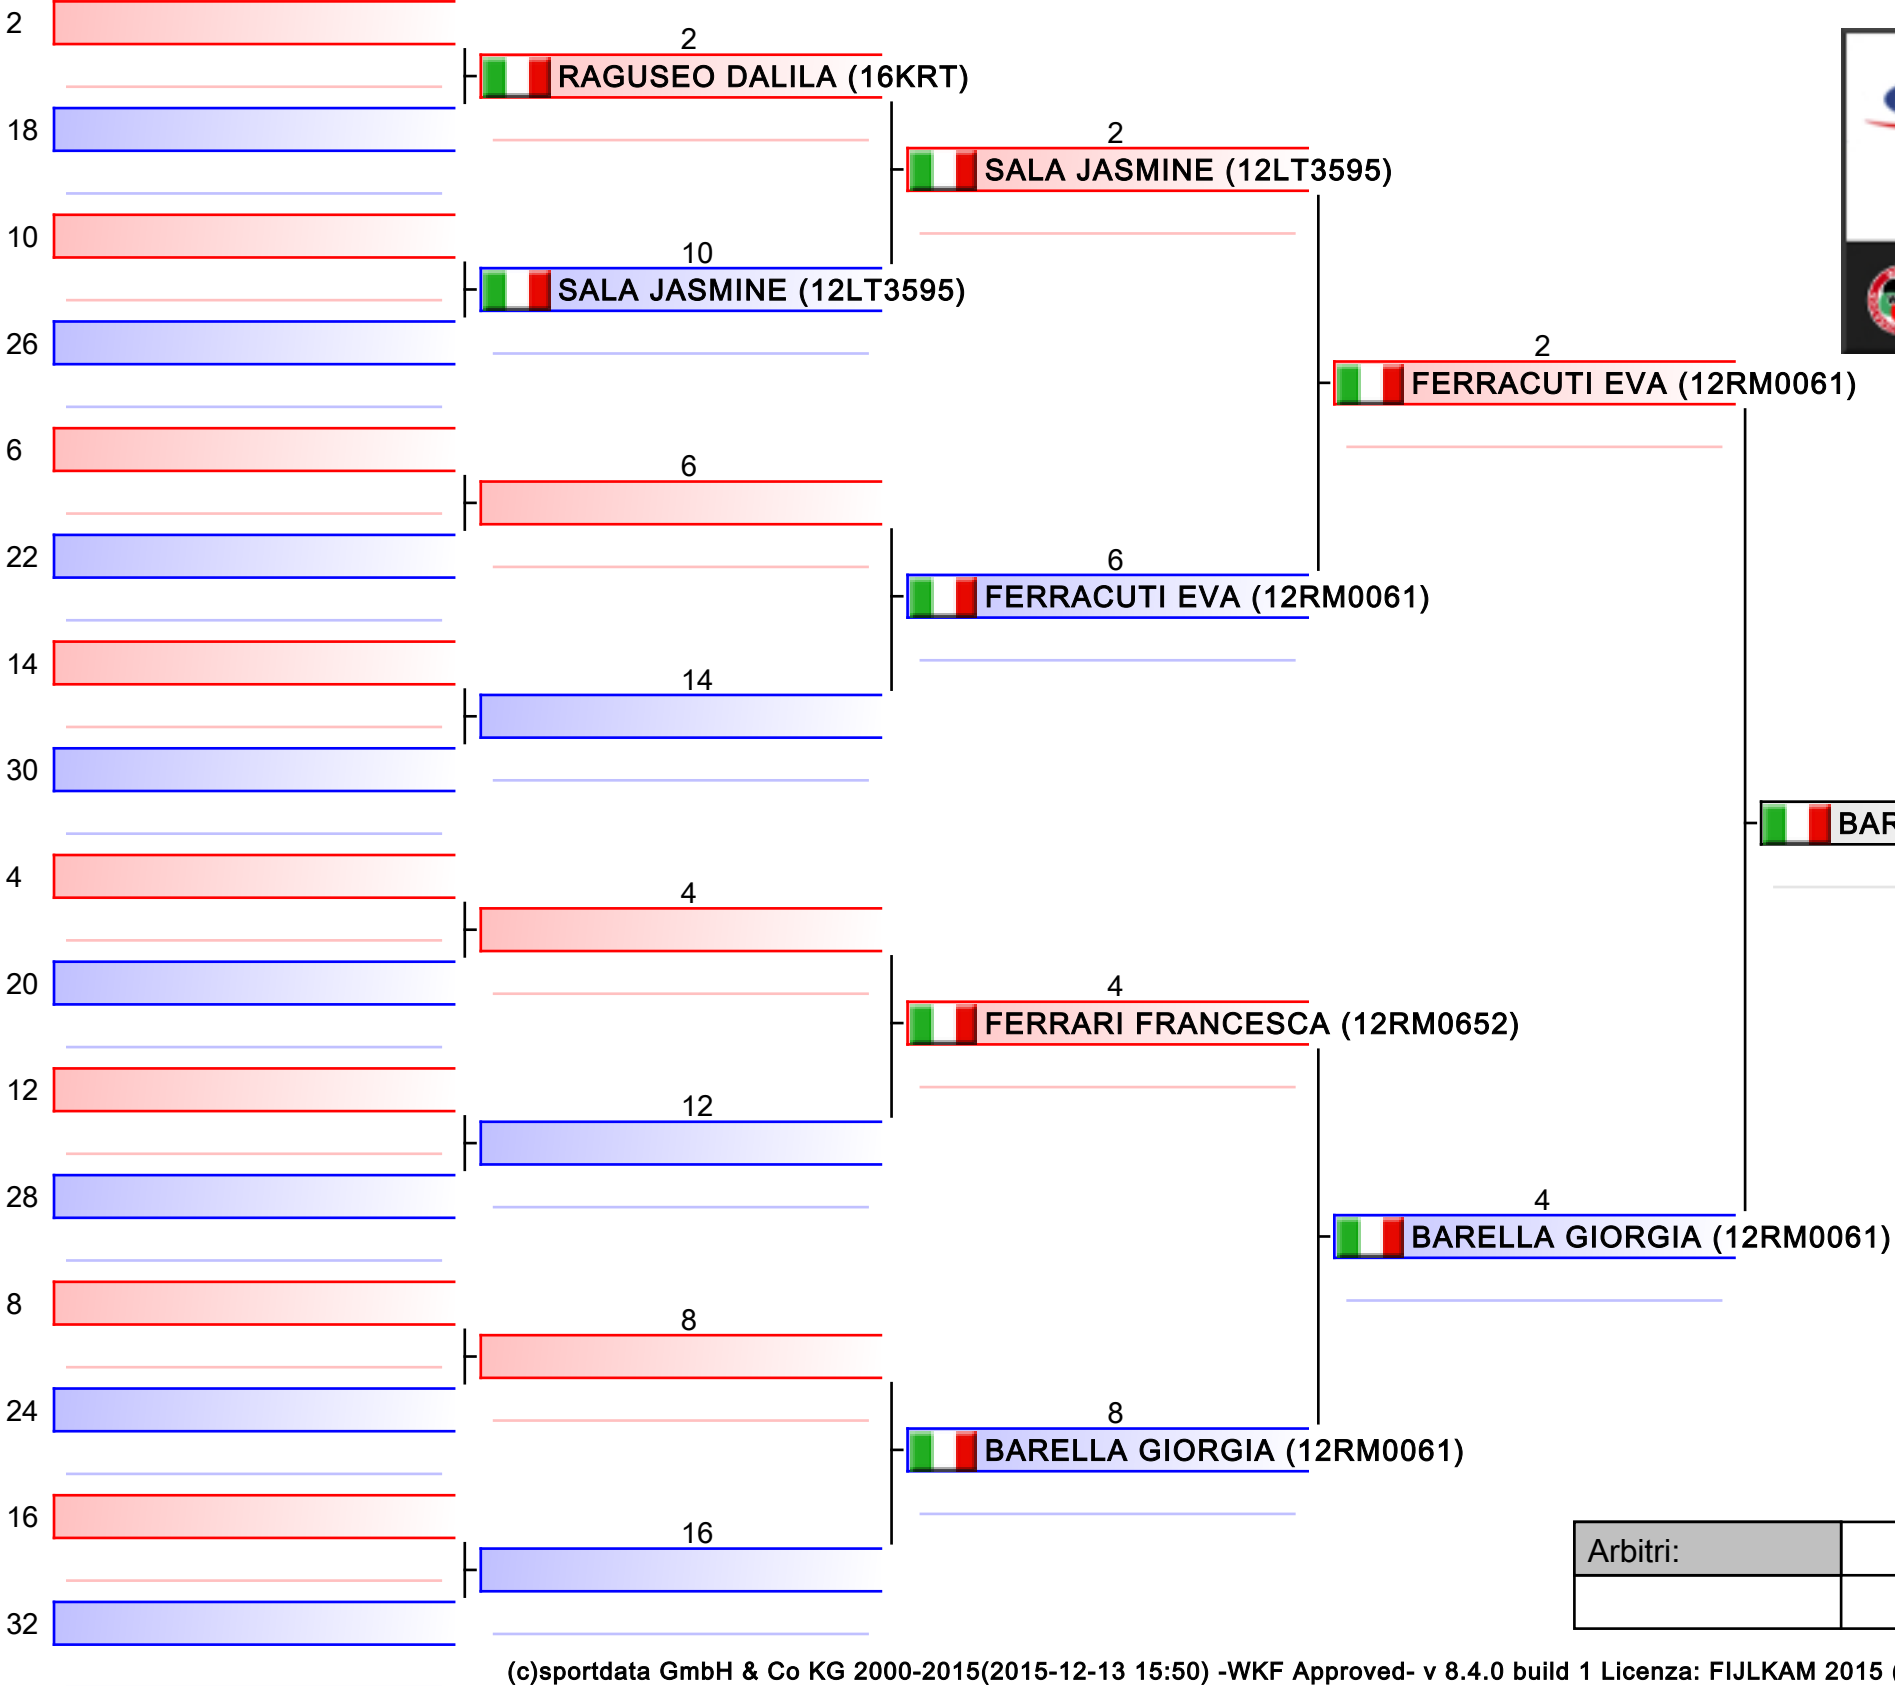 2
2
RAGUSEO DALILA (16KRT)
18
2
SALA JASMINE (12LT3595)
10
10
SALA JASMINE (12LT3595)
26
2
FERRACUTI EVA (12RM0061)
6
6
22
6
FERRACUTI EVA (12RM0061)
14
14
30
BAR
4
4
20
4
FERRARI FRANCESCA (12RM0652)
12
12
28
4
BARELLA GIORGIA (12RM0061)
8
8
24
8
BARELLA GIORGIA (12RM0061)
16
16
Arbitri:
32
(c)sportdata GmbH & Co KG 2000-2015(2015-12-13 15:50) -WKF Approved- v 8.4.0 build 1 Licenza: FIJLKAM 2015 (